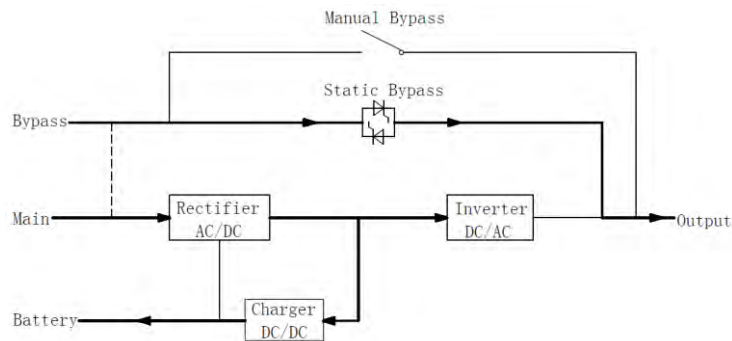 Manual Bypass
Static Bypass
Bypass
Main
Rectifier
AC/DC
Inverter
DC/AC
Output
Battery
Charger
DC/DC